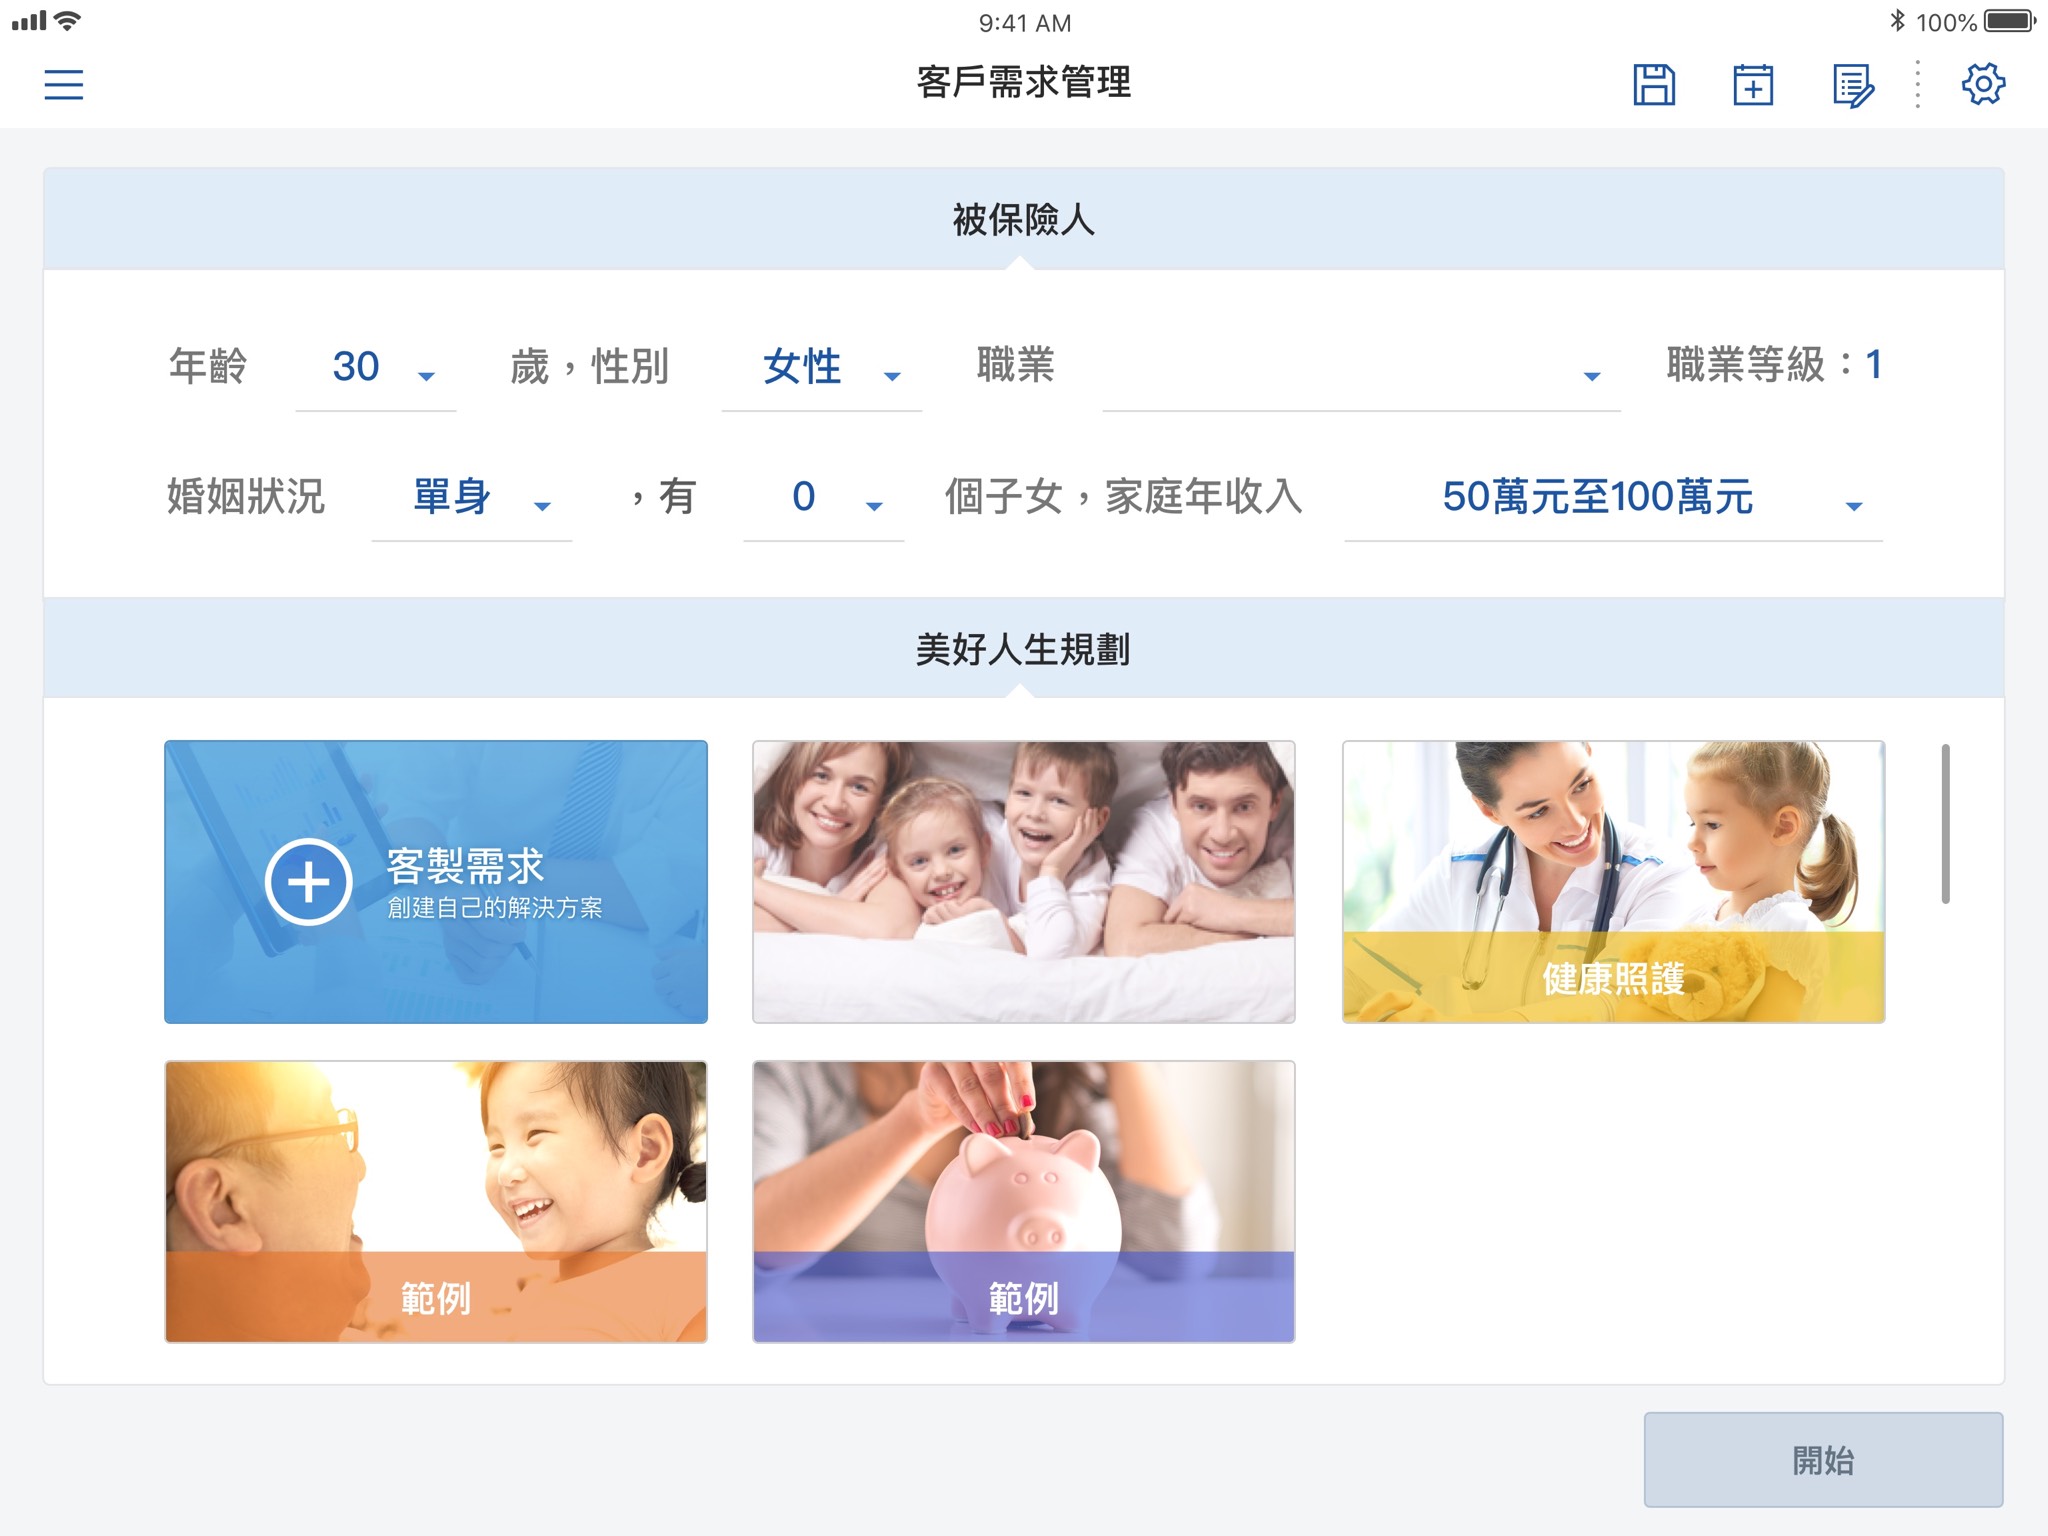 9:41 AM
100%
客戶需求管理
被保險人
年齡 30 歲，性別 女性 職業 職業等級：1
婚姻狀況 單身 ，有 0 個子女，家庭年收入 50萬元至100萬元
美好人生規劃
客製需求
創建自己的解決方案
健康照護
範例
範例
開始